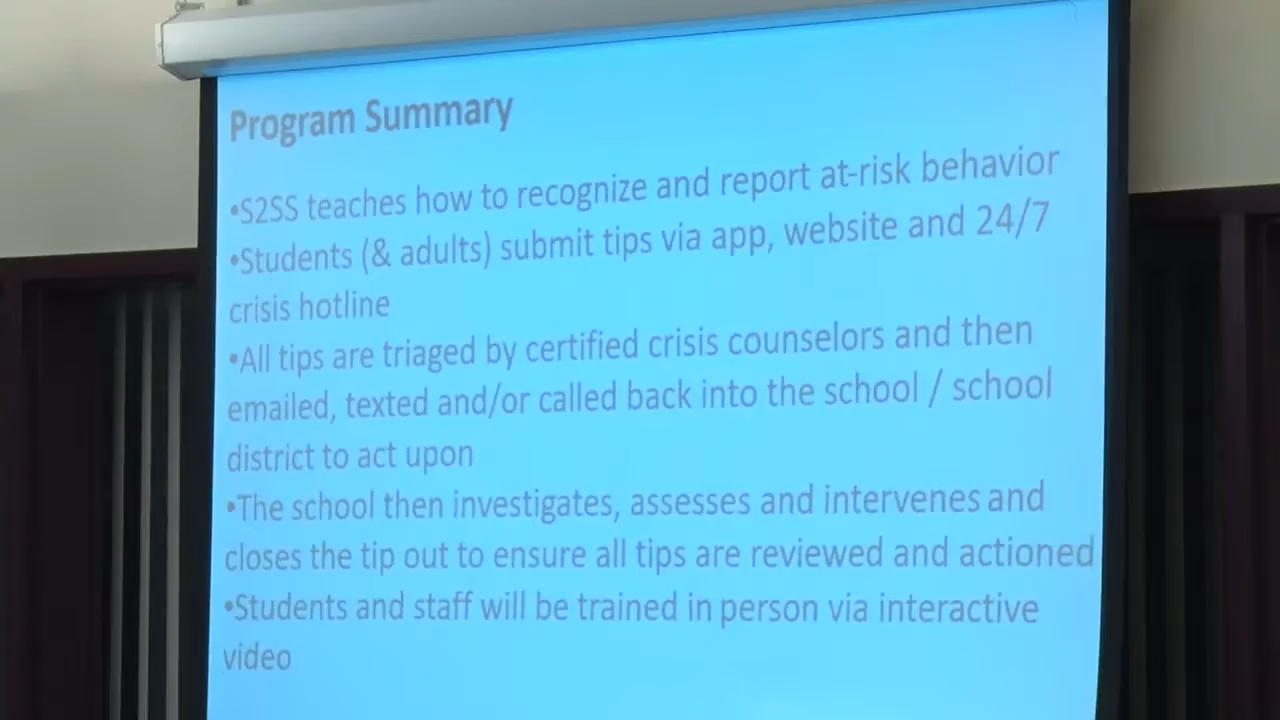 Program Summary
•S2SS teaches how to recognize and report at-risk behavior
•Students (& adults) submit tips via app, website and 24/7
crisis hotline
•All tips are triaged by certified crisis counselors and then
emailed, texted and/or called back into the school / school
district to act upon
•The school then investigates, assesses and intervenes and
closes the tip out to ensure all tips are reviewed and actioned
•Students and staff will be trained in person via interactive
video